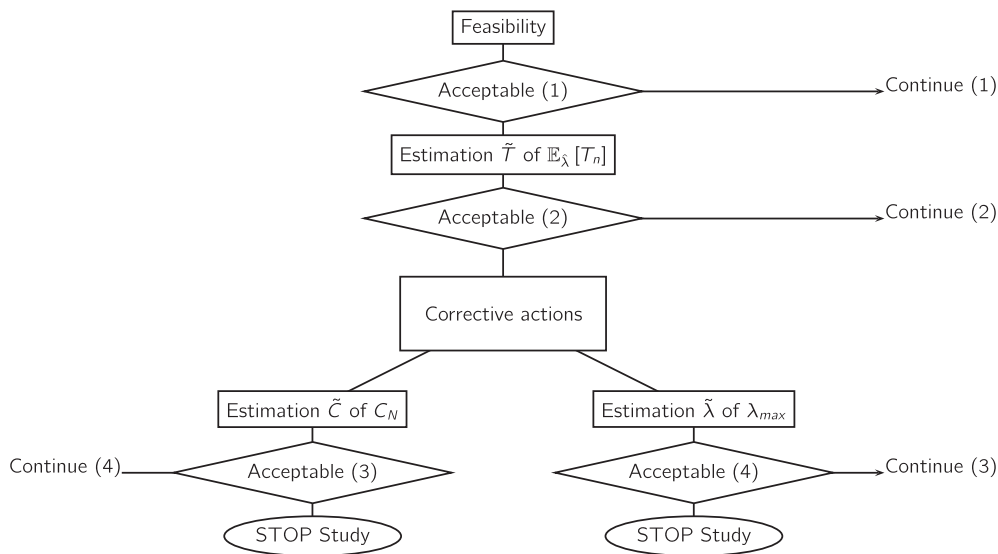 Feasibility
Acceptable (1)
Continue (1)
Estimation T̃ of 𝔼_λ̂ [Tₙ]
Acceptable (2)
Continue (2)
Corrective actions
Estimation C̃ of C_N
Estimation λ̃ of λ_max
Continue (4)
Acceptable (3)
Acceptable (4)
Continue (3)
STOP Study
STOP Study